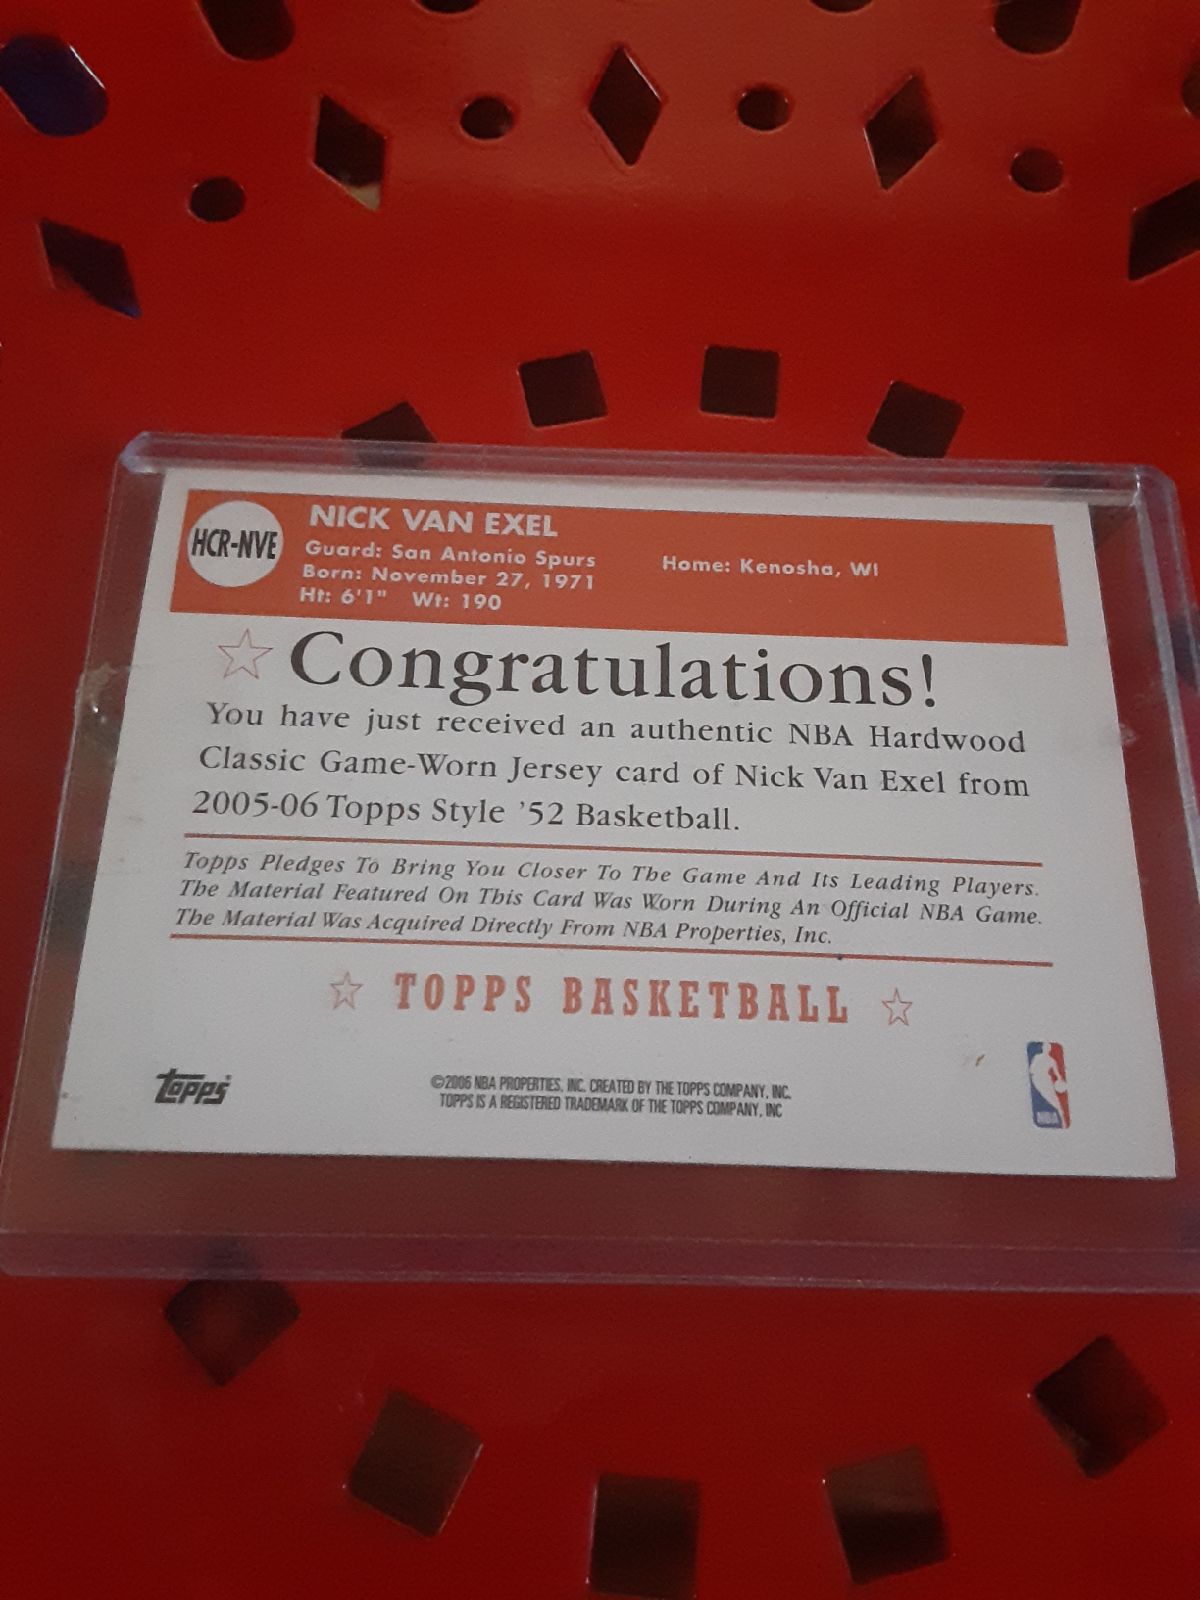 HCR-NVE
NICK VAN EXEL
Guard: San Antonio Spurs
Home: Kenosha, WI
Born: November 27, 1971
Ht: 6'1" Wt: 190
Congratulations!
You have just received an authentic NBA Hardwood
Classic Game-Worn Jersey card of Nick Van Exel from
2005-06 Topps Style '52 Basketball.
Topps Pledges To Bring You Closer To The Game And Its Leading Players.
The Material Featured On This Card Was Worn During An Official NBA Game.
The Material Was Acquired Directly From NBA Properties, Inc.
TOPPS BASKETBALL
topps
©2006 NBA PROPERTIES, INC. CREATED BY THE TOPPS COMPANY, INC.
TOPPS IS A REGISTERED TRADEMARK OF THE TOPPS COMPANY, INC
NBA